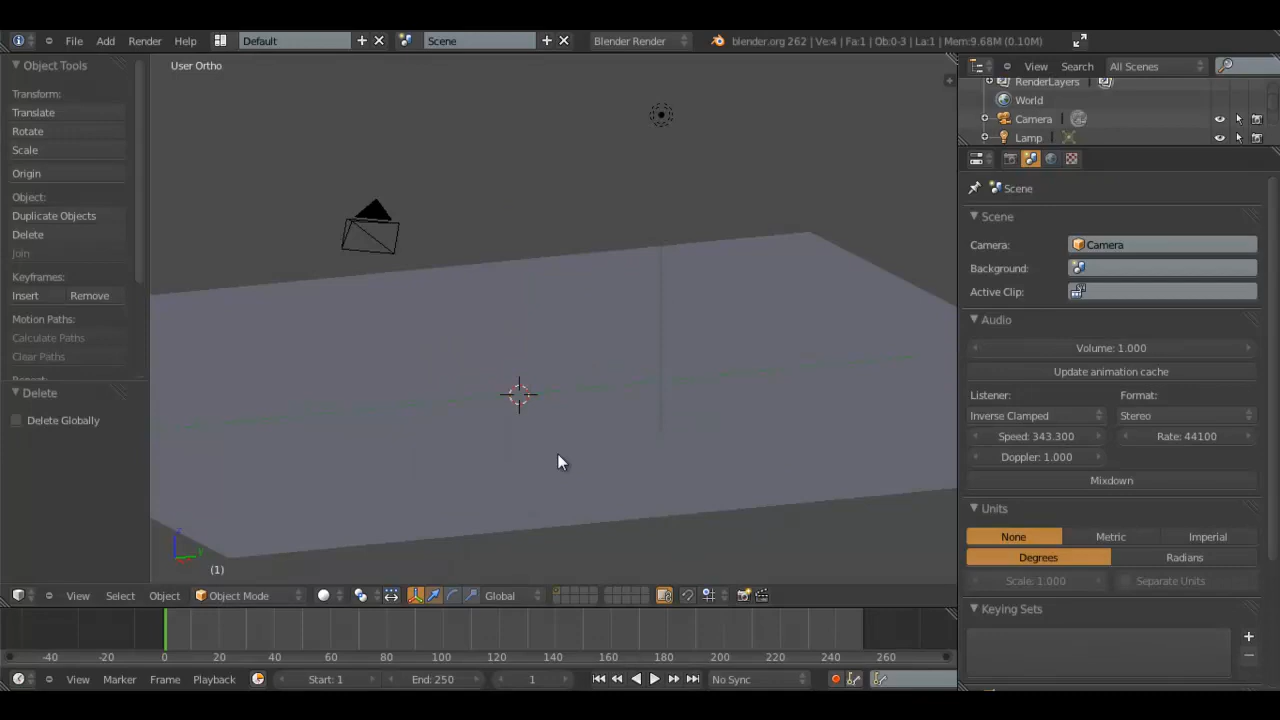 File Add Render Help Default Scene Blender Render blender.org 262 | Ve:4 | Fa:1 | Ob:0-3 | La:1 | Mem:9.68M (0.10M)
Object Tools
Transform:
Translate
Rotate
Scale
Origin
Object:
Duplicate Objects
Delete
Join
Keyframes:
Insert Remove
Motion Paths:
Calculate Paths
Clear Paths
Delete
Delete Globally
User Ortho
(1)
View Select Object Object Mode Global
-40 -20 0 20 40 60 80 100 120 140 160 180 200 220 240 260
View Marker Frame Playback Start: 1 End: 250 1 No Sync
View Search All Scenes
RenderLayers
World
Camera
Lamp
Scene
Scene
Camera: Camera
Background:
Active Clip:
Audio
Volume: 1.000
Update animation cache
Listener: Format:
Inverse Clamped Stereo
Speed: 343.300 Rate: 44100
Doppler: 1.000
Mixdown
Units
None Metric Imperial
Degrees Radians
Scale: 1.000 Separate Units
Keying Sets